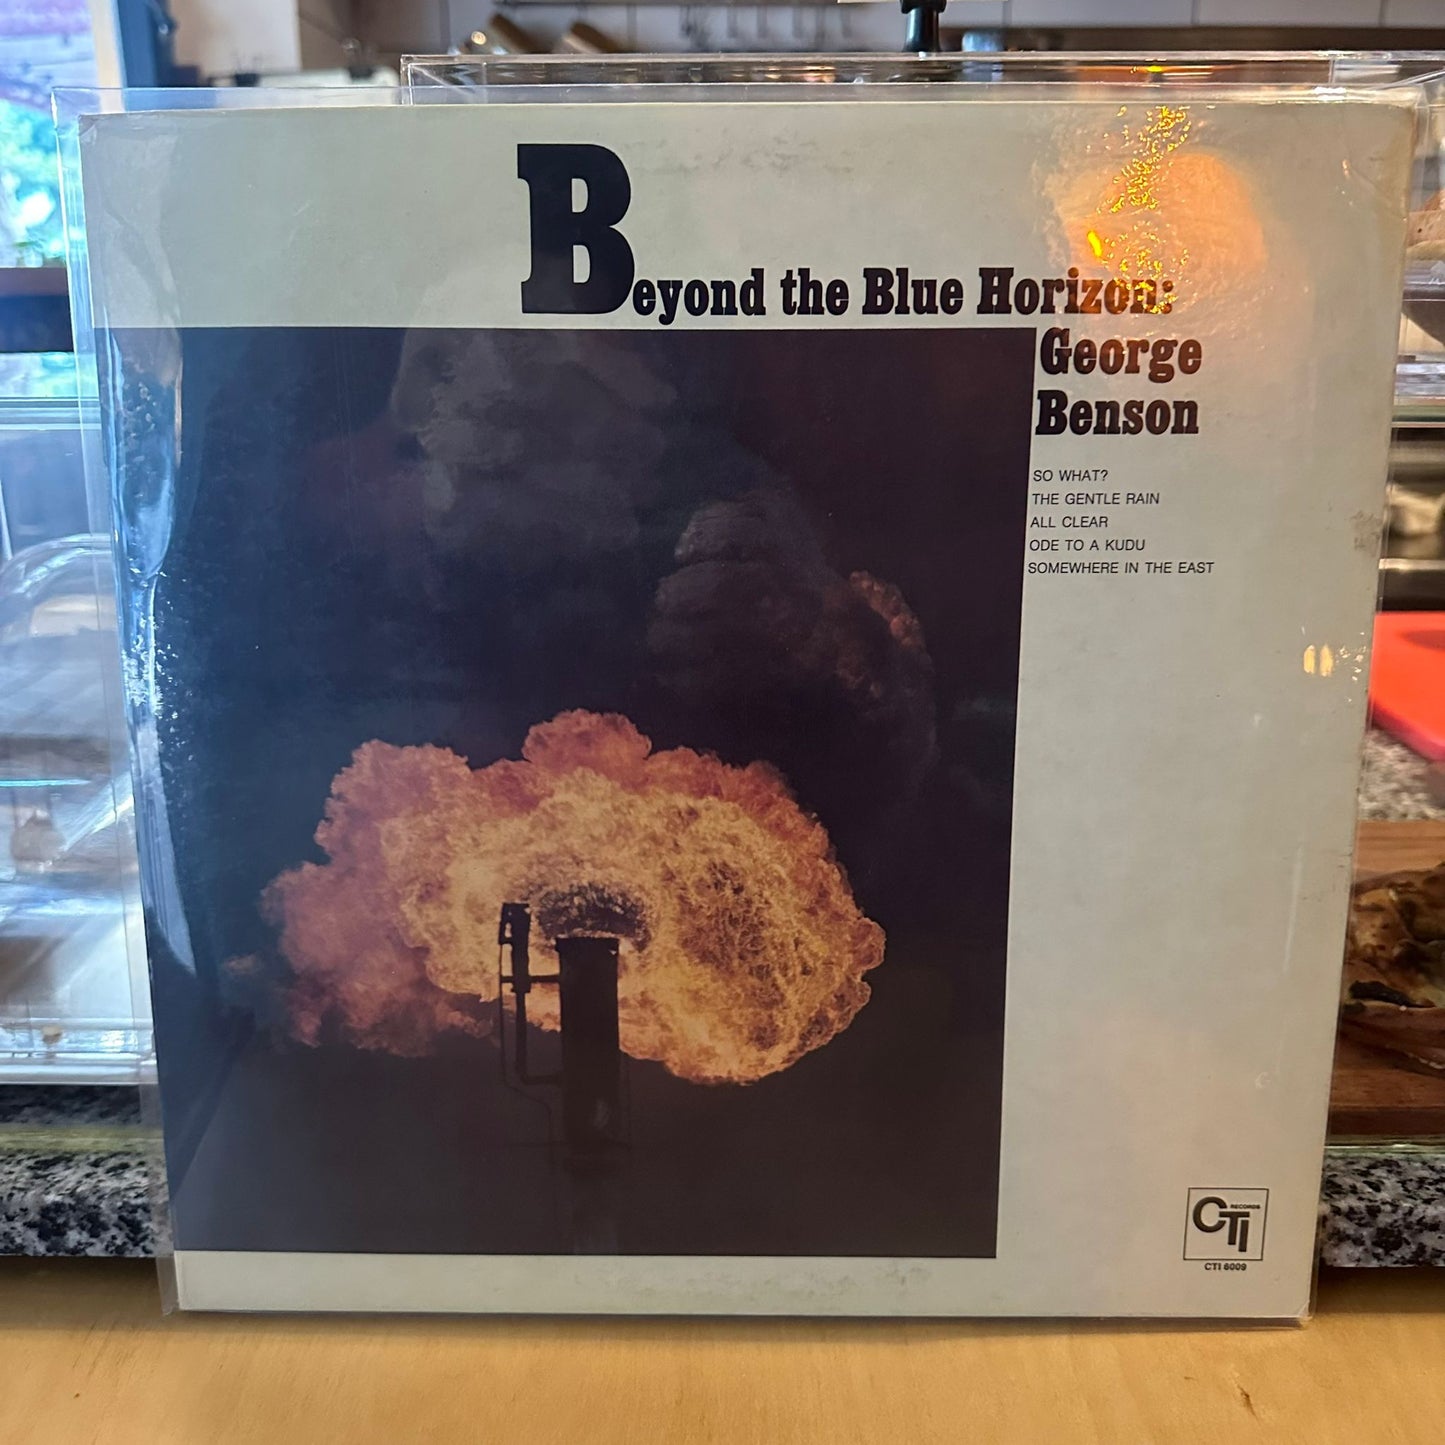 Beyond the Blue Horizon:
George
Benson
SO WHAT?
THE GENTLE RAIN
ALL CLEAR
ODE TO A KUDU
SOMEWHERE IN THE EAST
CTI RECORDS
CTI 6009